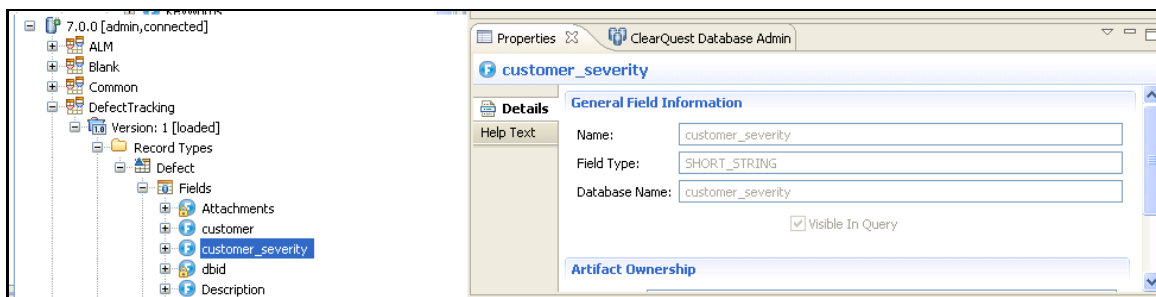 7.0.0 [admin,connected]
ALM
Blank
Common
DefectTracking
Version: 1 [loaded]
Record Types
Defect
Fields
Attachments
customer
customer_severity
dbid
Description
Properties
ClearQuest Database Admin
customer_severity
Details
Help Text
General Field Information
Name:
customer_severity
Field Type:
SHORT_STRING
Database Name:
customer_severity
Visible In Query
Artifact Ownership